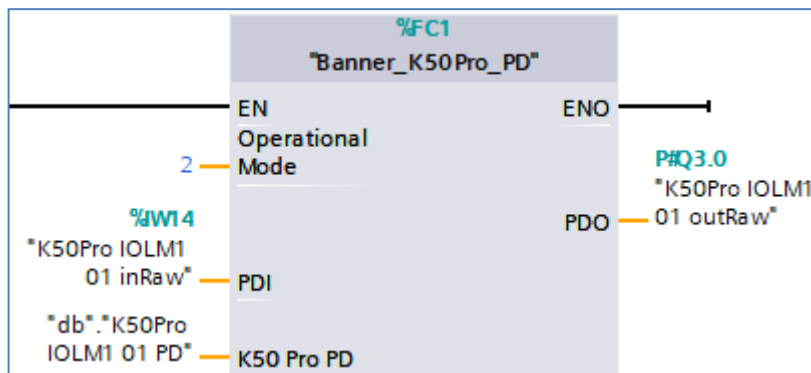 %FC1
"Banner_K50Pro_PD"
EN
ENO
Operational
Mode
2
P#Q3.0
"K50Pro IOLM1
01 outRaw"
PDO
%IW14
"K50Pro IOLM1
01 inRaw"
PDI
"db"."K50Pro
IOLM1 01 PD"
K50 Pro PD